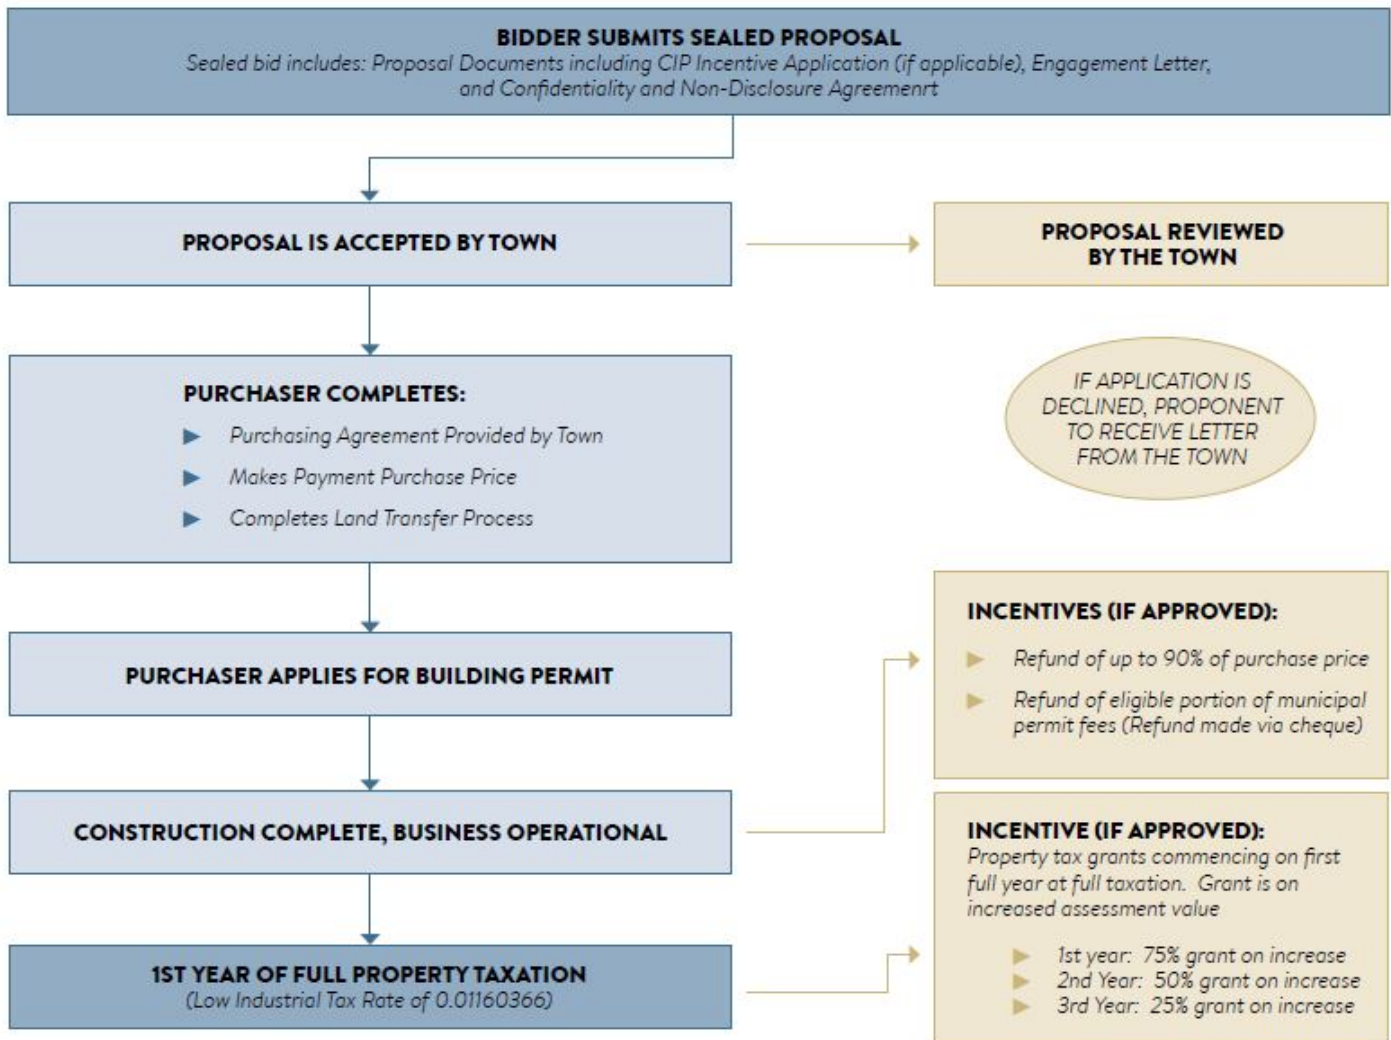 BIDDER SUBMITS SEALED PROPOSAL
Sealed bid includes: Proposal Documents including CIP Incentive Application (if applicable), Engagement Letter,
and Confidentiality and Non-Disclosure Agreemenrt
PROPOSAL IS ACCEPTED BY TOWN
PROPOSAL REVIEWED
BY THE TOWN
PURCHASER COMPLETES:
Purchasing Agreement Provided by Town
Makes Payment Purchase Price
Completes Land Transfer Process
IF APPLICATION IS
DECLINED, PROPONENT
TO RECEIVE LETTER
FROM THE TOWN
PURCHASER APPLIES FOR BUILDING PERMIT
INCENTIVES (IF APPROVED):
Refund of up to 90% of purchase price
Refund of eligible portion of municipal
permit fees (Refund made via cheque)
CONSTRUCTION COMPLETE, BUSINESS OPERATIONAL
1ST YEAR OF FULL PROPERTY TAXATION
(Low Industrial Tax Rate of 0.01160366)
INCENTIVE (IF APPROVED):
Property tax grants commencing on first
full year at full taxation. Grant is on
increased assessment value
1st year: 75% grant on increase
2nd Year: 50% grant on increase
3rd Year: 25% grant on increase